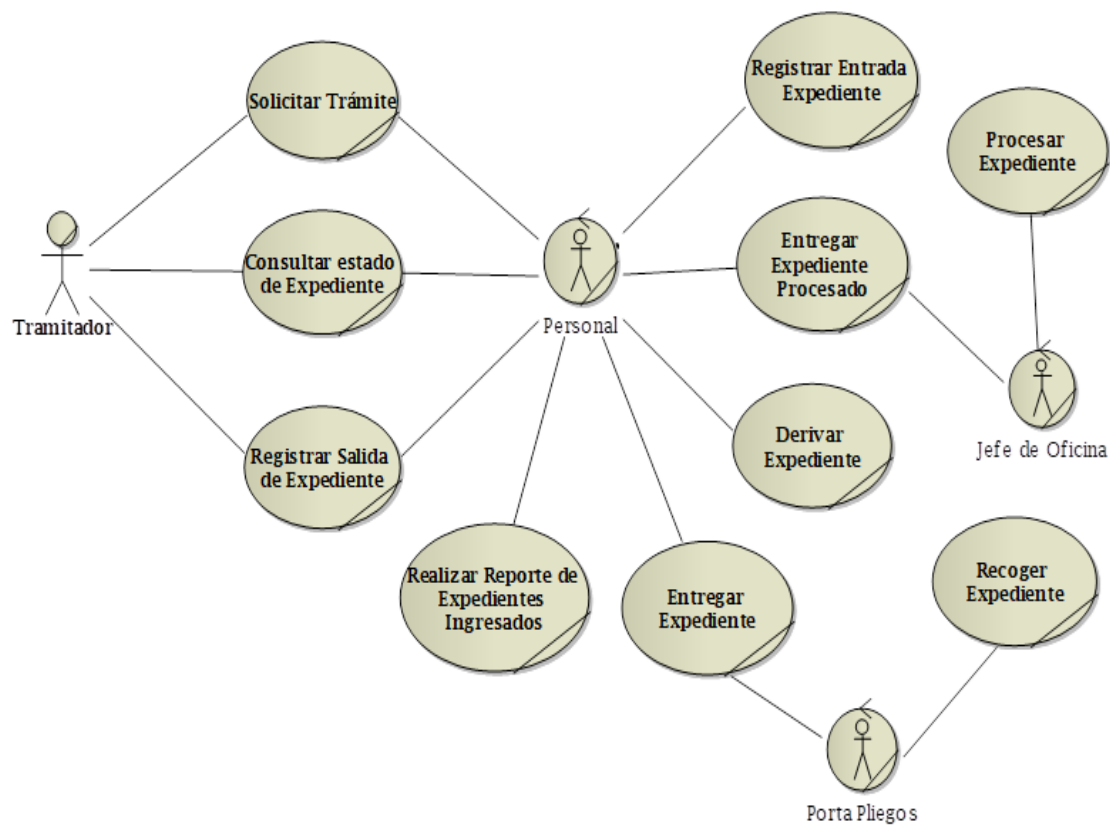 Solicitar Trámite
Registrar Entrada
Expediente
Procesar
Expediente
Consultar estado
de Expediente
Entregar
Expediente
Procesado
Tramitador
Personal
Jefe de Oficina
Registrar Salida
de Expediente
Derivar
Expediente
Realizar Reporte de
Expedientes
Ingresados
Entregar
Expediente
Recoger
Expediente
Porta Pliegos